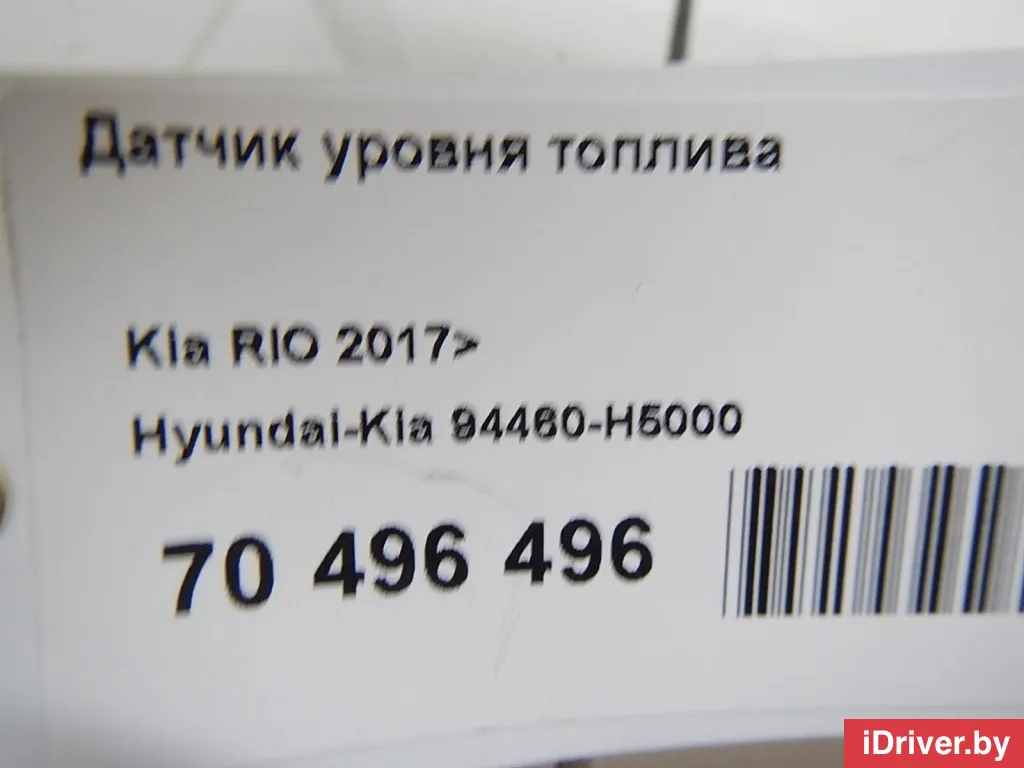 Датчик уровня топлива
Kia RIO 2017>
Hyundai-Kia 94460-H5000
70 496 496
iDriver.by